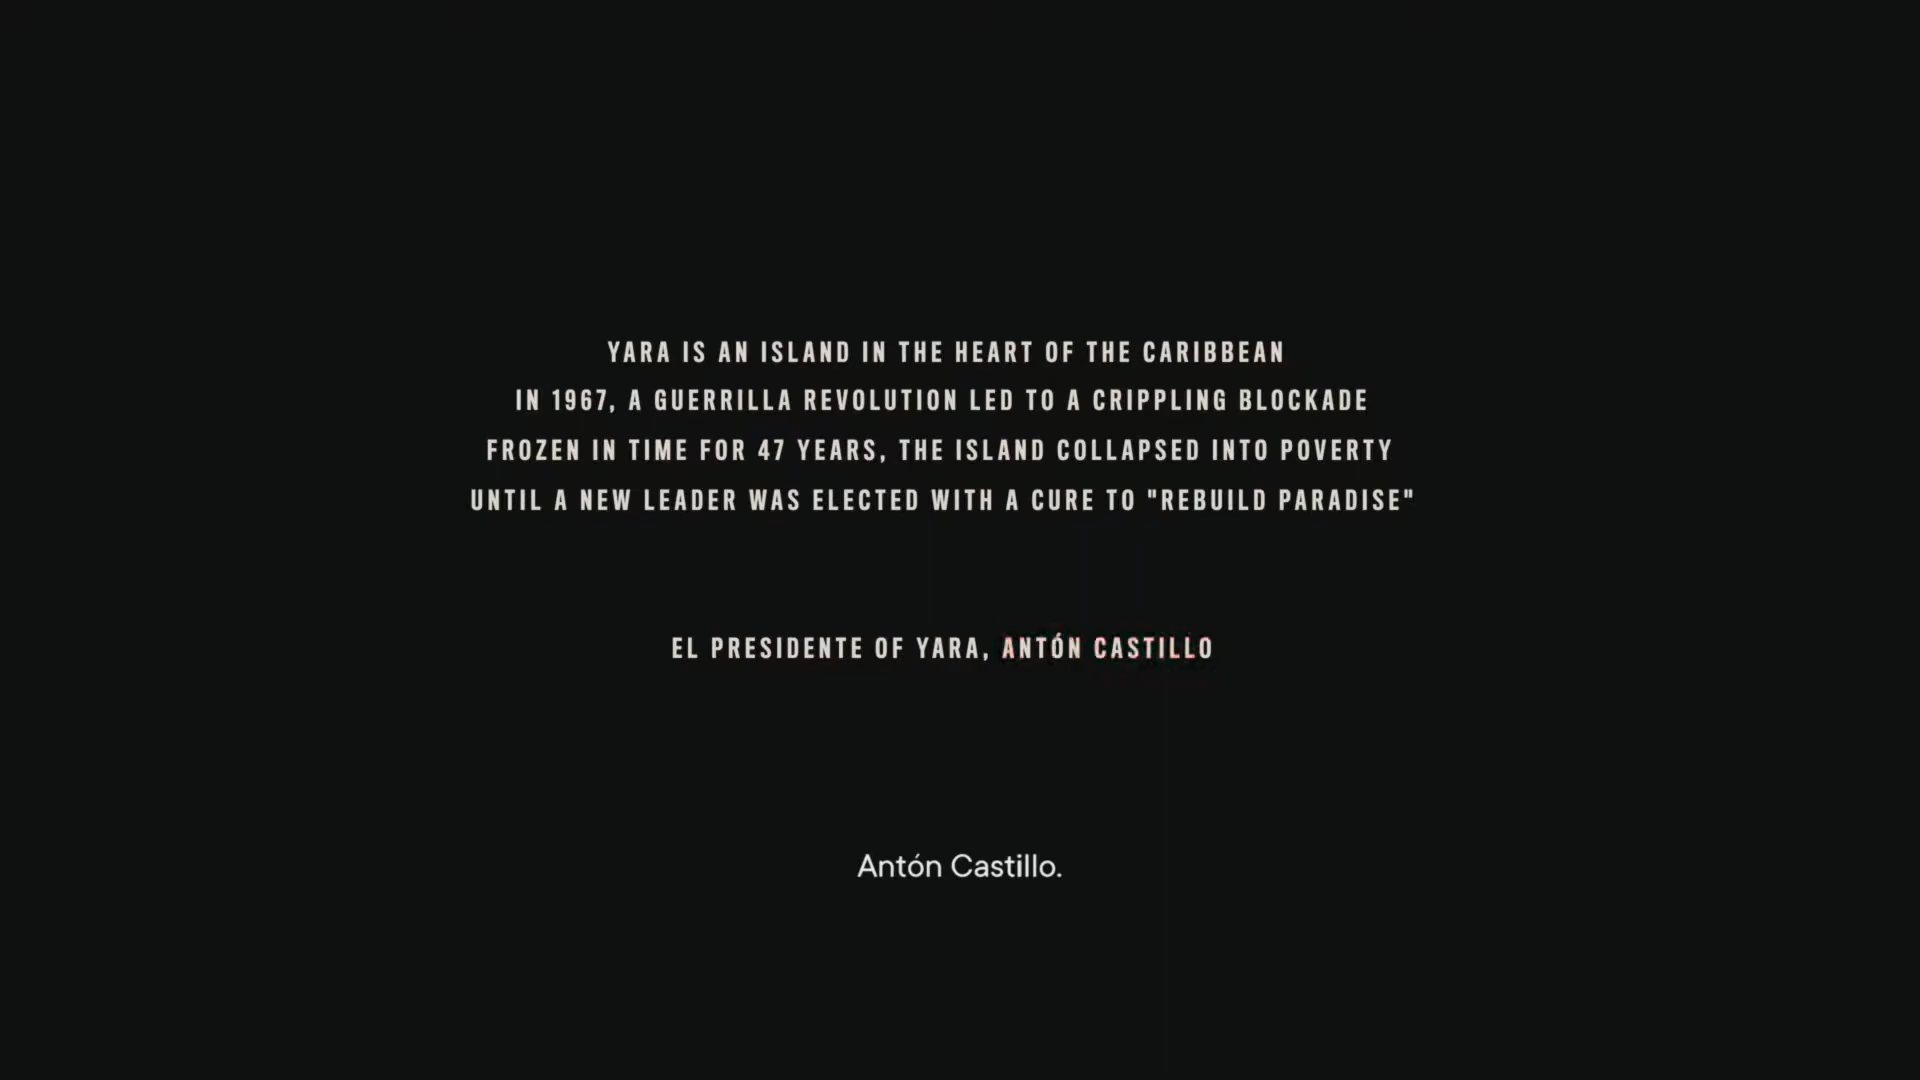 YARA IS AN ISLAND IN THE HEART OF THE CARIBBEAN
IN 1967, A GUERRILLA REVOLUTION LED TO A CRIPPLING BLOCKADE
FROZEN IN TIME FOR 47 YEARS, THE ISLAND COLLAPSED INTO POVERTY
UNTIL A NEW LEADER WAS ELECTED WITH A CURE TO "REBUILD PARADISE"
EL PRESIDENTE OF YARA, ANTÓN CASTILLO
Antón Castillo.